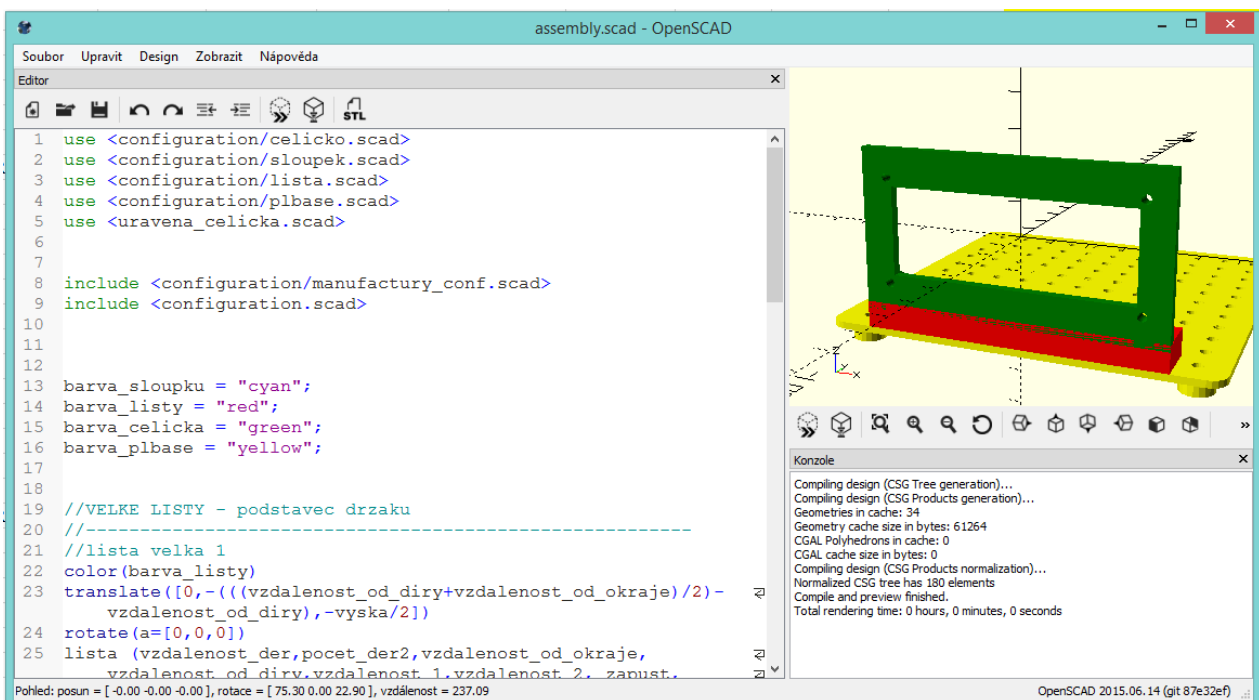 assembly.scad - OpenSCAD
Soubor Upravit Design Zobrazit Nápověda
Editor
STL
1 use <configuration/celicko.scad>
2 use <configuration/sloupek.scad>
3 use <configuration/lista.scad>
4 use <configuration/plbase.scad>
5 use <uravena_celicka.scad>
6
7
8 include <configuration/manufactury_conf.scad>
9 include <configuration.scad>
10
11
12
13 barva_sloupku = "cyan";
14 barva_listy = "red";
15 barva_celicka = "green";
16 barva_plbase = "yellow";
17
18
19 //VELKE LISTY - podstavec drzaku
20 //--------------------------------------------------------
21 //lista velka 1
22 color(barva_listy)
23 translate([0,-(((vzdalenost_od_diry+vzdalenost_od_okraje)/2)-
vzdalenost_od_diry),-vyska/2])
24 rotate(a=[0,0,0])
25 lista (vzdalenost_der,pocet_der2,vzdalenost_od_okraje,
vzdalenost_od_diry,vzdalenost_1,vzdalenost_2, zapust,
z
x
Konzole
Compiling design (CSG Tree generation)...
Compiling design (CSG Products generation)...
Geometries in cache: 34
Geometry cache size in bytes: 61264
CGAL Polyhedrons in cache: 0
CGAL cache size in bytes: 0
Compiling design (CSG Products normalization)...
Normalized CSG tree has 180 elements
Compile and preview finished.
Total rendering time: 0 hours, 0 minutes, 0 seconds
Pohled: posun = [ -0.00 -0.00 -0.00 ], rotace = [ 75.30 0.00 22.90 ], vzdálenost = 237.09
OpenSCAD 2015.06.14 (git 87e32ef)